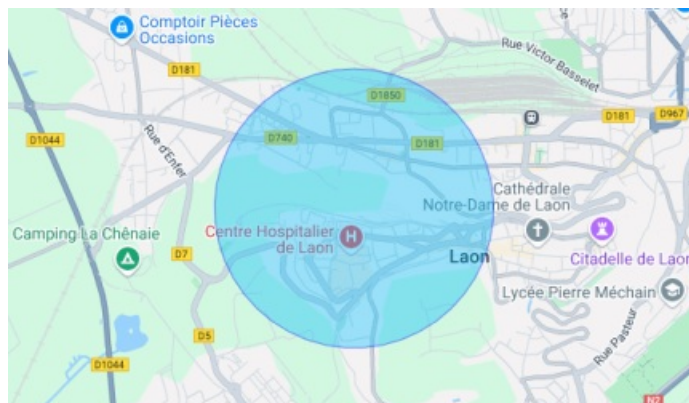 Comptoir Pièces
Occasions
Rue Victor Basselet
D181
D1850
D1044
Rue d'Enfer
D740
D181
D181
D967
Cathédrale
Notre-Dame de Laon
Camping La Chênaie
Centre Hospitalier
de Laon
H
D7
Laon
Citadelle de Laon
Lycée Pierre Méchain
D5
Rue Pasteur
D1044
N2